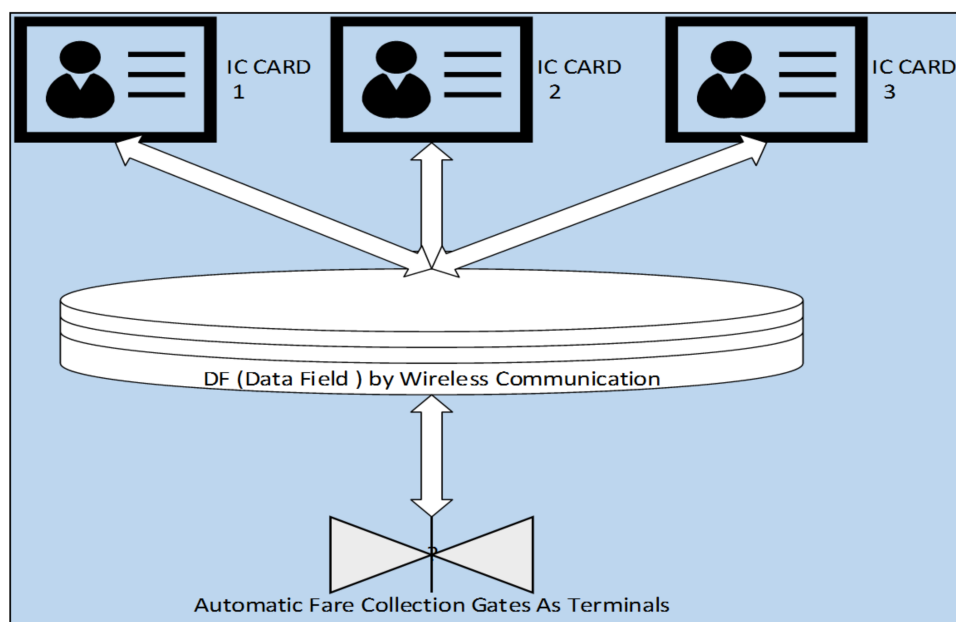 IC CARD
1
IC CARD
2
IC CARD
3
DF (Data Field ) by Wireless Communication
Automatic Fare Collection Gates As Terminals